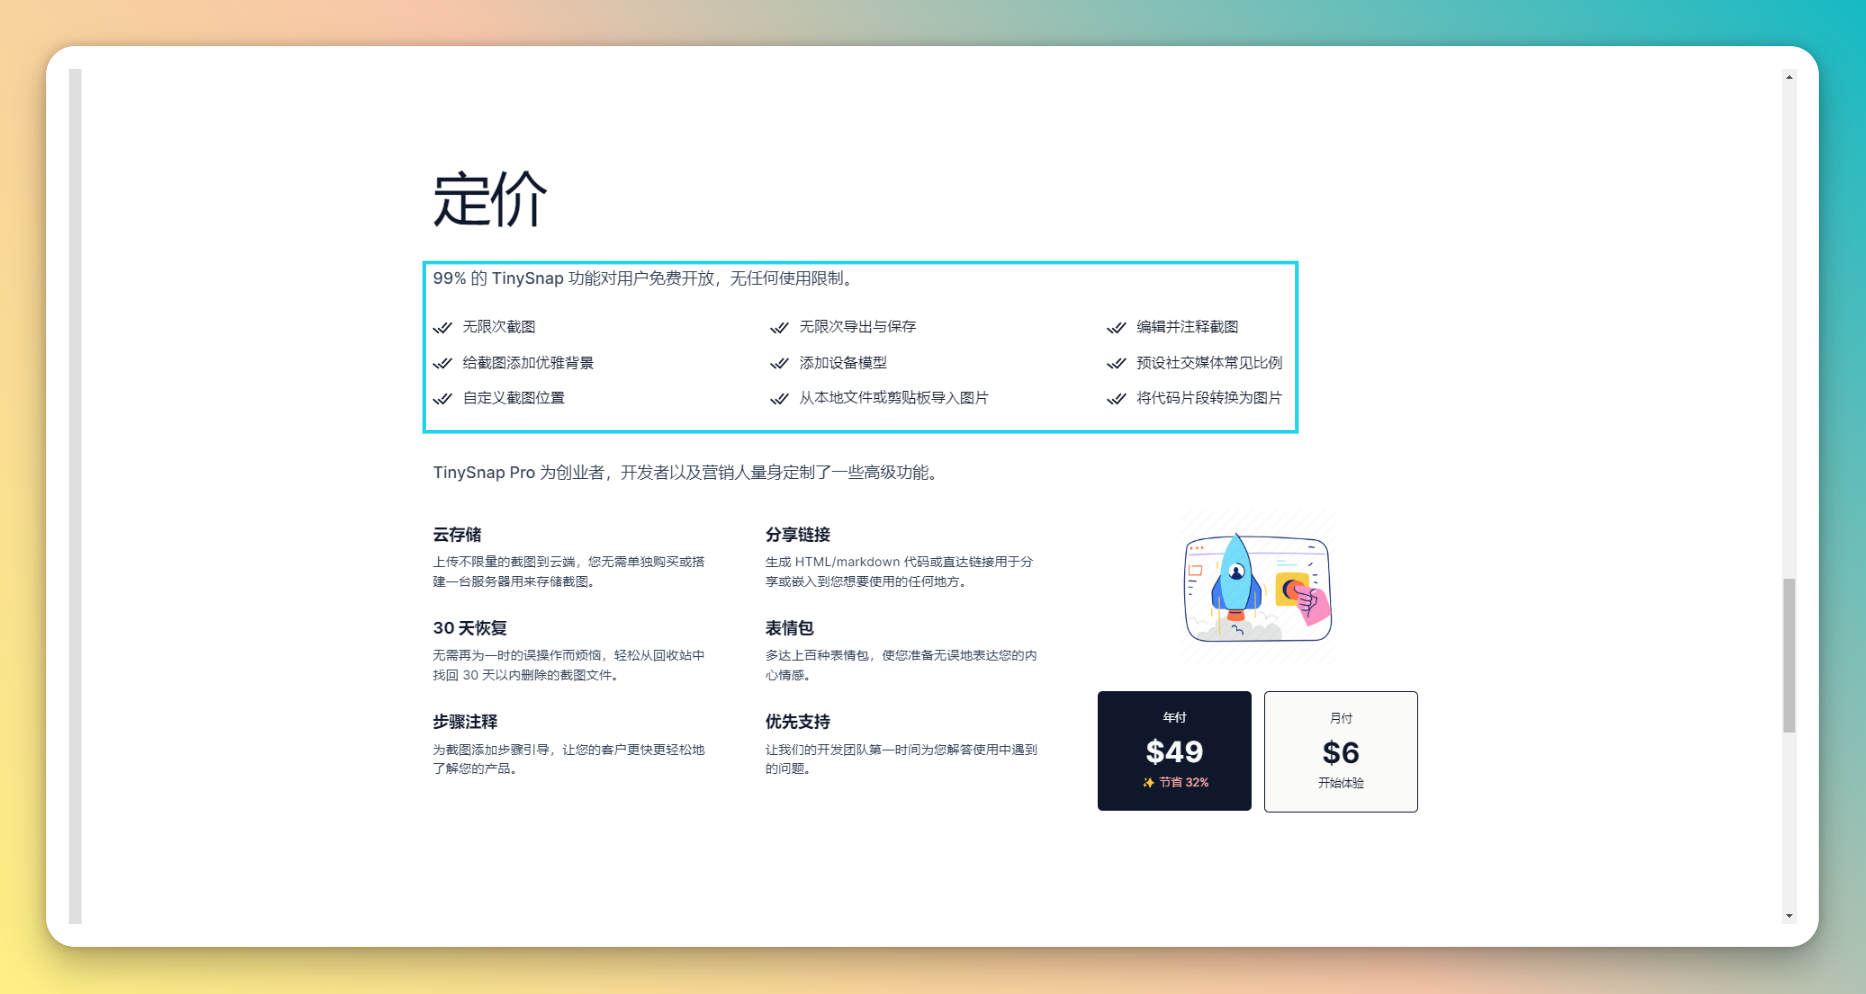 定价
99% 的 TinySnap 功能对用户免费开放，无任何使用限制。
无限次截图
无限次导出与保存
编辑并注释截图
给截图添加优雅背景
添加设备模型
预设社交媒体常见比例
自定义截图位置
从本地文件或剪贴板导入图片
将代码片段转换为图片
TinySnap Pro 为创业者，开发者以及营销人量身定制了一些高级功能。
云存储
上传不限量的截图到云端，您无需单独购买或搭
建一台服务器用来存储截图。
分享链接
生成 HTML/markdown 代码或直达链接用于分
享或嵌入到您想要使用的任何地方。
30 天恢复
无需再为一时的误操作而烦恼，轻松从回收站中
找回 30 天以内删除的截图文件。
表情包
多达上百种表情包，使您准备无误地表达您的内
心情感。
步骤注释
为截图添加步骤引导，让您的客户更快更轻松地
了解您的产品。
优先支持
让我们的开发团队第一时间为您解答使用中遇到
的问题。
年付
$49
✨ 节省 32%
月付
$6
开始体验